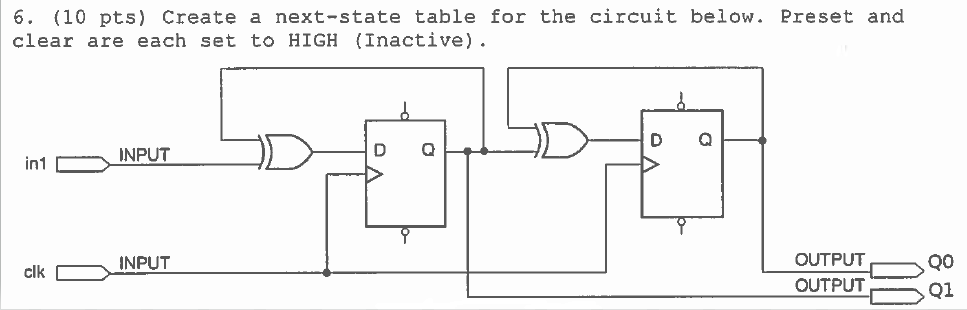 6. (10 pts) Create a next-state table for the circuit below. Preset and
clear are each set to HIGH (Inactive).
in1 INPUT
D Q
D Q
clk INPUT
OUTPUT Q0
OUTPUT Q1